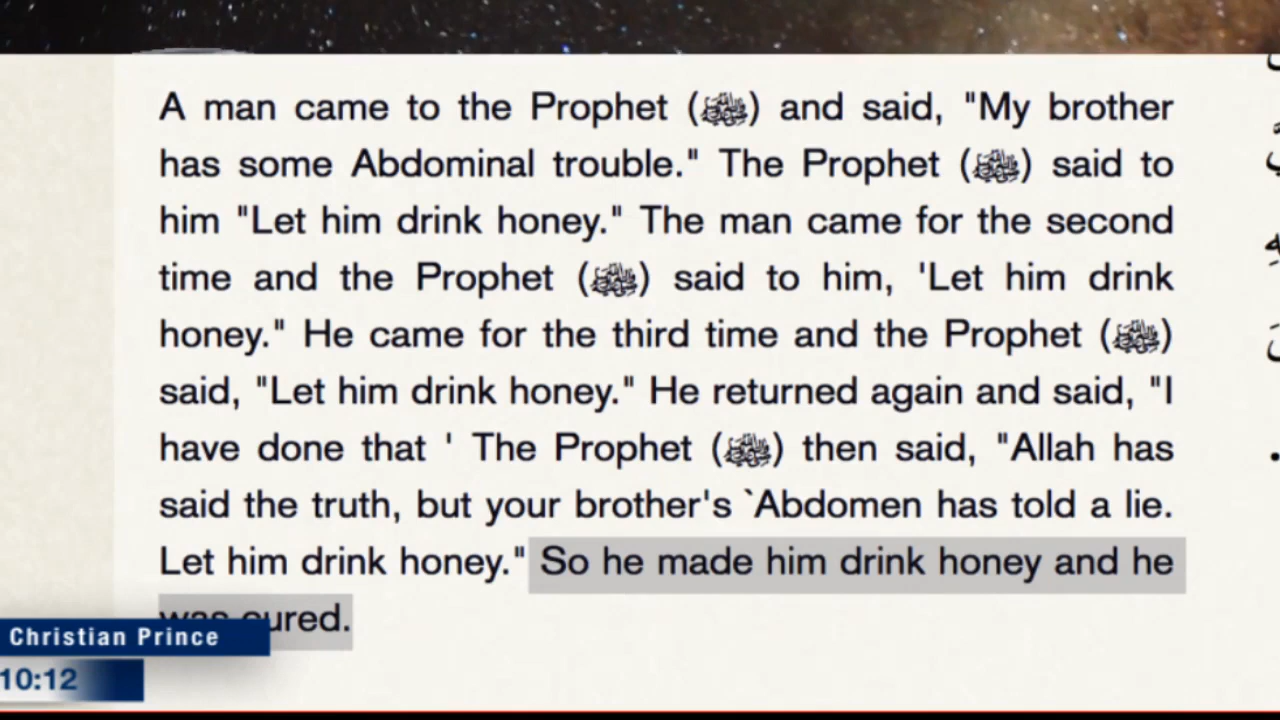 A man came to the Prophet (ﷺ) and said, "My brother
has some Abdominal trouble." The Prophet (ﷺ) said to
him "Let him drink honey." The man came for the second
time and the Prophet (ﷺ) said to him, 'Let him drink
honey." He came for the third time and the Prophet (ﷺ)
said, "Let him drink honey." He returned again and said, "I
have done that ' The Prophet (ﷺ) then said, "Allah has
said the truth, but your brother's `Abdomen has told a lie.
Let him drink honey." So he made him drink honey and he
was cured.
Christian Prince
10:12